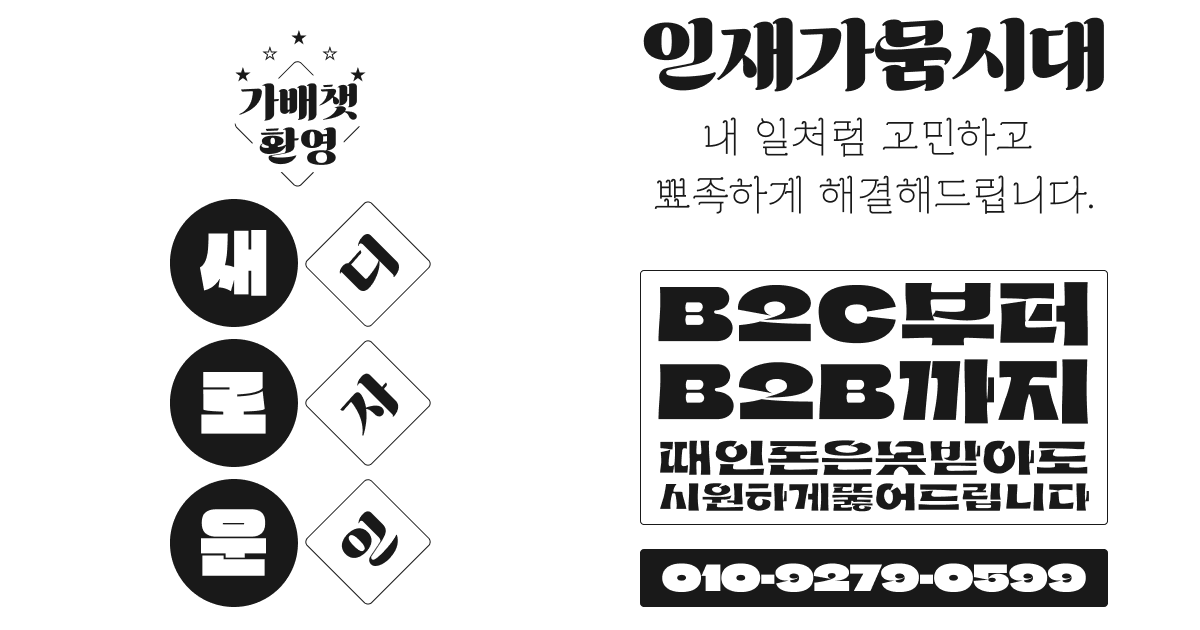 가배챗
환영
새로운
디자인
인재가뭄시대
내 일처럼 고민하고
뾰족하게 해결해드립니다.
B2C부터
B2B까지
때인돈은못받아도
시원하게뚫어드립니다
010-9279-0599